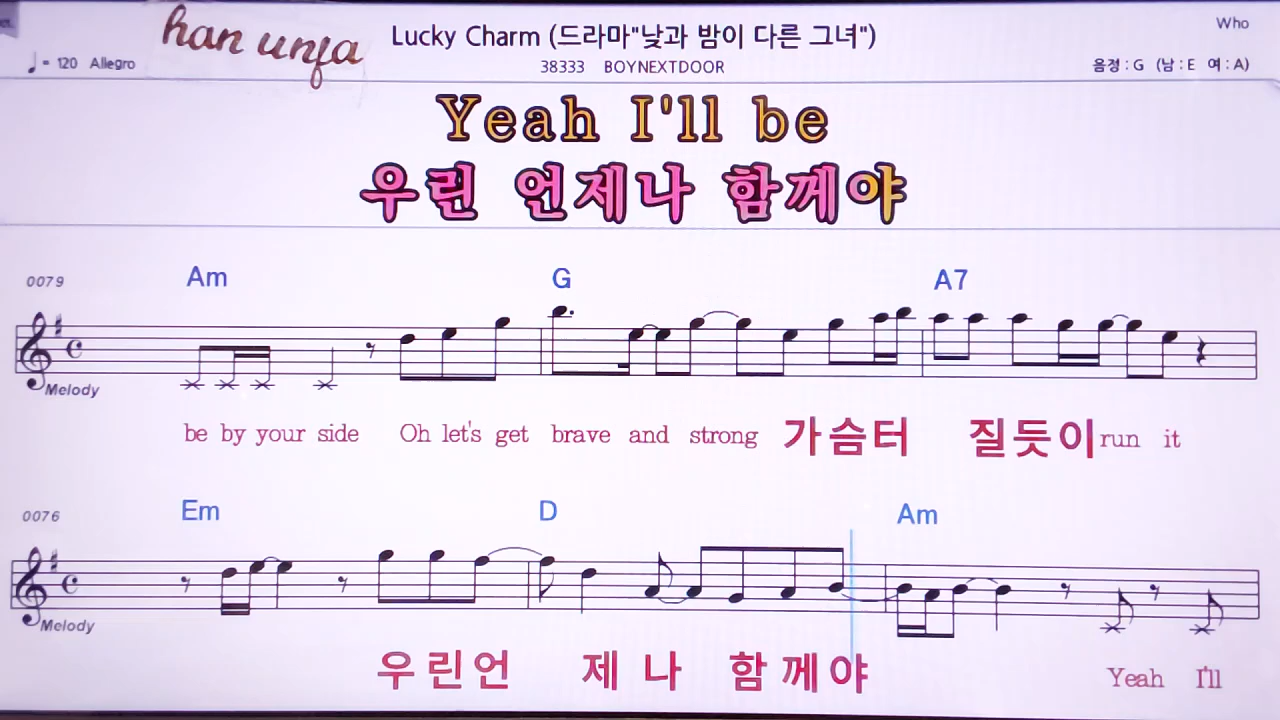 han unfa
Lucky Charm (드라마"낮과 밤이 다른 그녀")
Who
♩= 120 Allegro
38333 BOYNEXTDOOR
음정 : G (남 : E 여 : A)
Yeah I'll be
우린 언제나 함께야
0079 Am G A7
Melody
be by your side Oh let's get brave and strong 가슴터 질듯이 run it
0076 Em D Am
Melody
우린언 제 나 함 께야 Yeah I'll